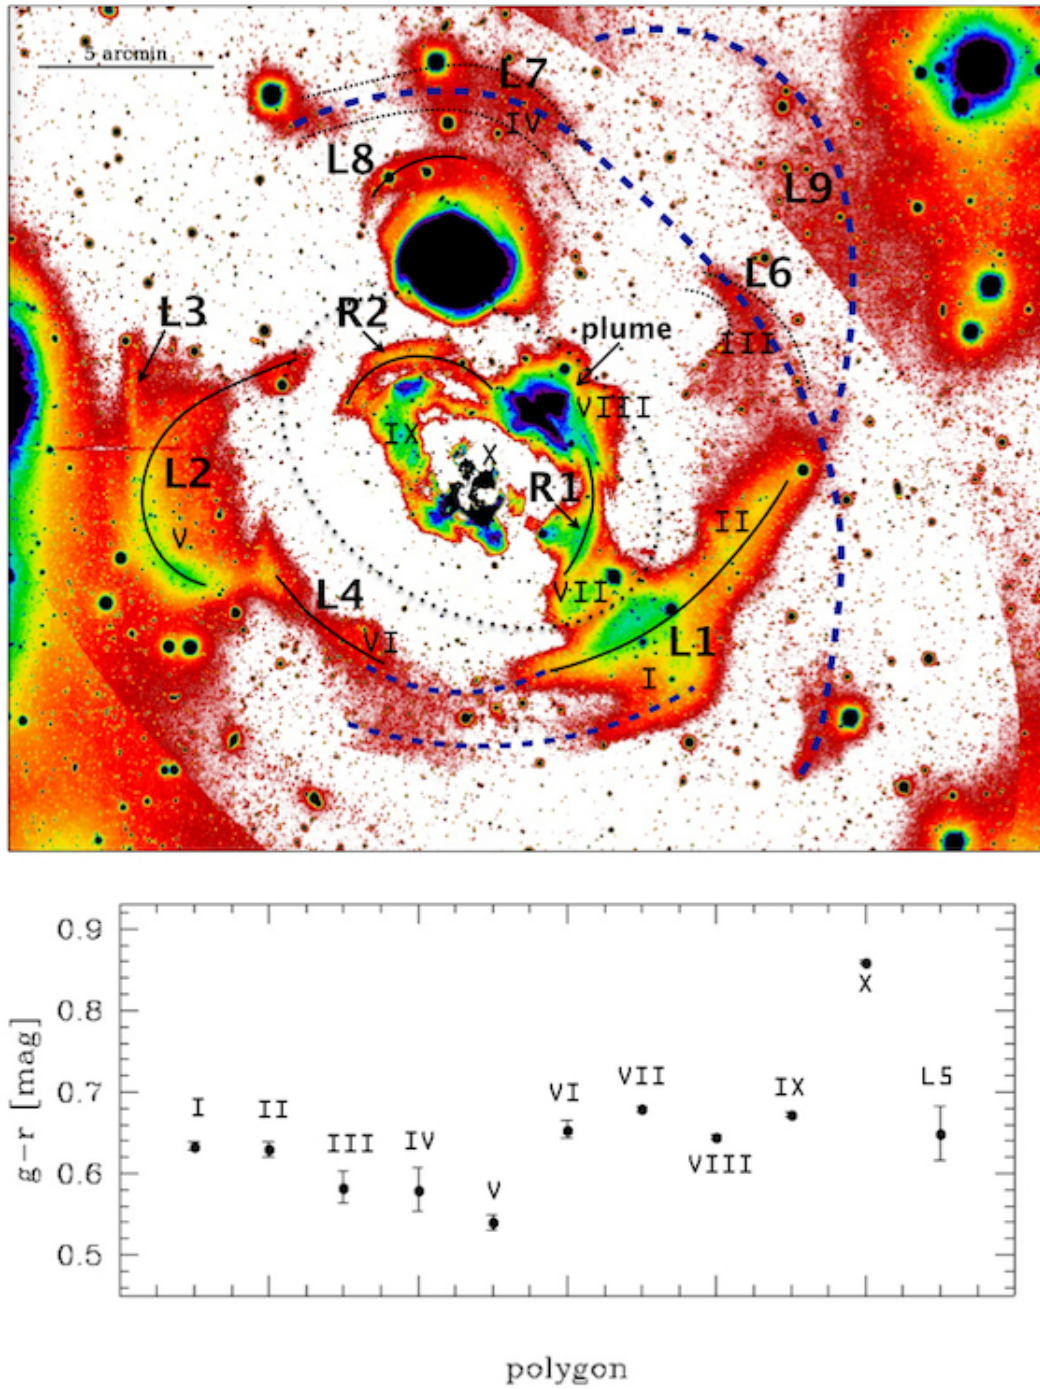 5 arcmin
L7
IV
L8
L9
L6
L3
R2
plume
III
VIII
IX
X
L2
R1
II
V
L4
VII
VI
L1
I
0.9
X
0.8
L5
VII
IX
0.7
I
II
VI
III
IV
VIII
V
0.6
0.5
g-r [mag]
polygon